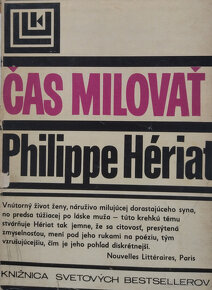 ČAS MILOVAŤ
Philippe Hériat
Vnútorný život ženy, náruživo milujúcej dorastajúceho syna,
no predsa túžiacej po láske muža – túto krehkú tému
stvárňuje Hériat tak jemne, že sa citovosť, presýtená
zmyselnosťou, mení pod jeho rukami na poéziu, tým
vzrušujúcejšiu, čím je jeho pohľad diskrétnejší.
Nouvelles Littéraires, Paris
KNIŽNICA SVETOVÝCH BESTSELLEROV